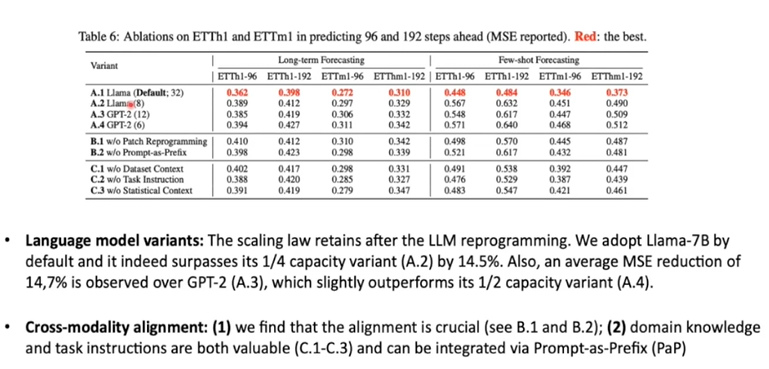 Table 6: Ablations on ETTh1 and ETTm1 in predicting 96 and 192 steps ahead (MSE reported). Red: the best.
Variant Long-term Forecasting Few-shot Forecasting
ETTh1-96 ETTh1-192 ETTm1-96 ETThm1-192 ETTh1-96 ETTh1-192 ETTm1-96 ETThm1-192
A.1 Llama (Default; 32) 0.362 0.398 0.272 0.310 0.448 0.484 0.346 0.373
A.2 Llama (8) 0.389 0.412 0.297 0.329 0.567 0.632 0.451 0.490
A.3 GPT-2 (12) 0.385 0.419 0.306 0.332 0.548 0.617 0.447 0.509
A.4 GPT-2 (6) 0.394 0.427 0.311 0.342 0.571 0.640 0.468 0.512
B.1 w/o Patch Reprogramming 0.410 0.412 0.310 0.342 0.498 0.570 0.445 0.487
B.2 w/o Prompt-as-Prefix 0.398 0.423 0.298 0.339 0.521 0.617 0.432 0.481
C.1 w/o Dataset Context 0.402 0.417 0.298 0.331 0.491 0.538 0.392 0.447
C.2 w/o Task Instruction 0.388 0.420 0.285 0.327 0.476 0.529 0.387 0.439
C.3 w/o Statistical Context 0.391 0.419 0.279 0.347 0.483 0.547 0.421 0.461
• Language model variants: The scaling law retains after the LLM reprogramming. We adopt Llama-7B by
default and it indeed surpasses its 1/4 capacity variant (A.2) by 14.5%. Also, an average MSE reduction of
14,7% is observed over GPT-2 (A.3), which slightly outperforms its 1/2 capacity variant (A.4).
• Cross-modality alignment: (1) we find that the alignment is crucial (see B.1 and B.2); (2) domain knowledge
and task instructions are both valuable (C.1-C.3) and can be integrated via Prompt-as-Prefix (PaP)